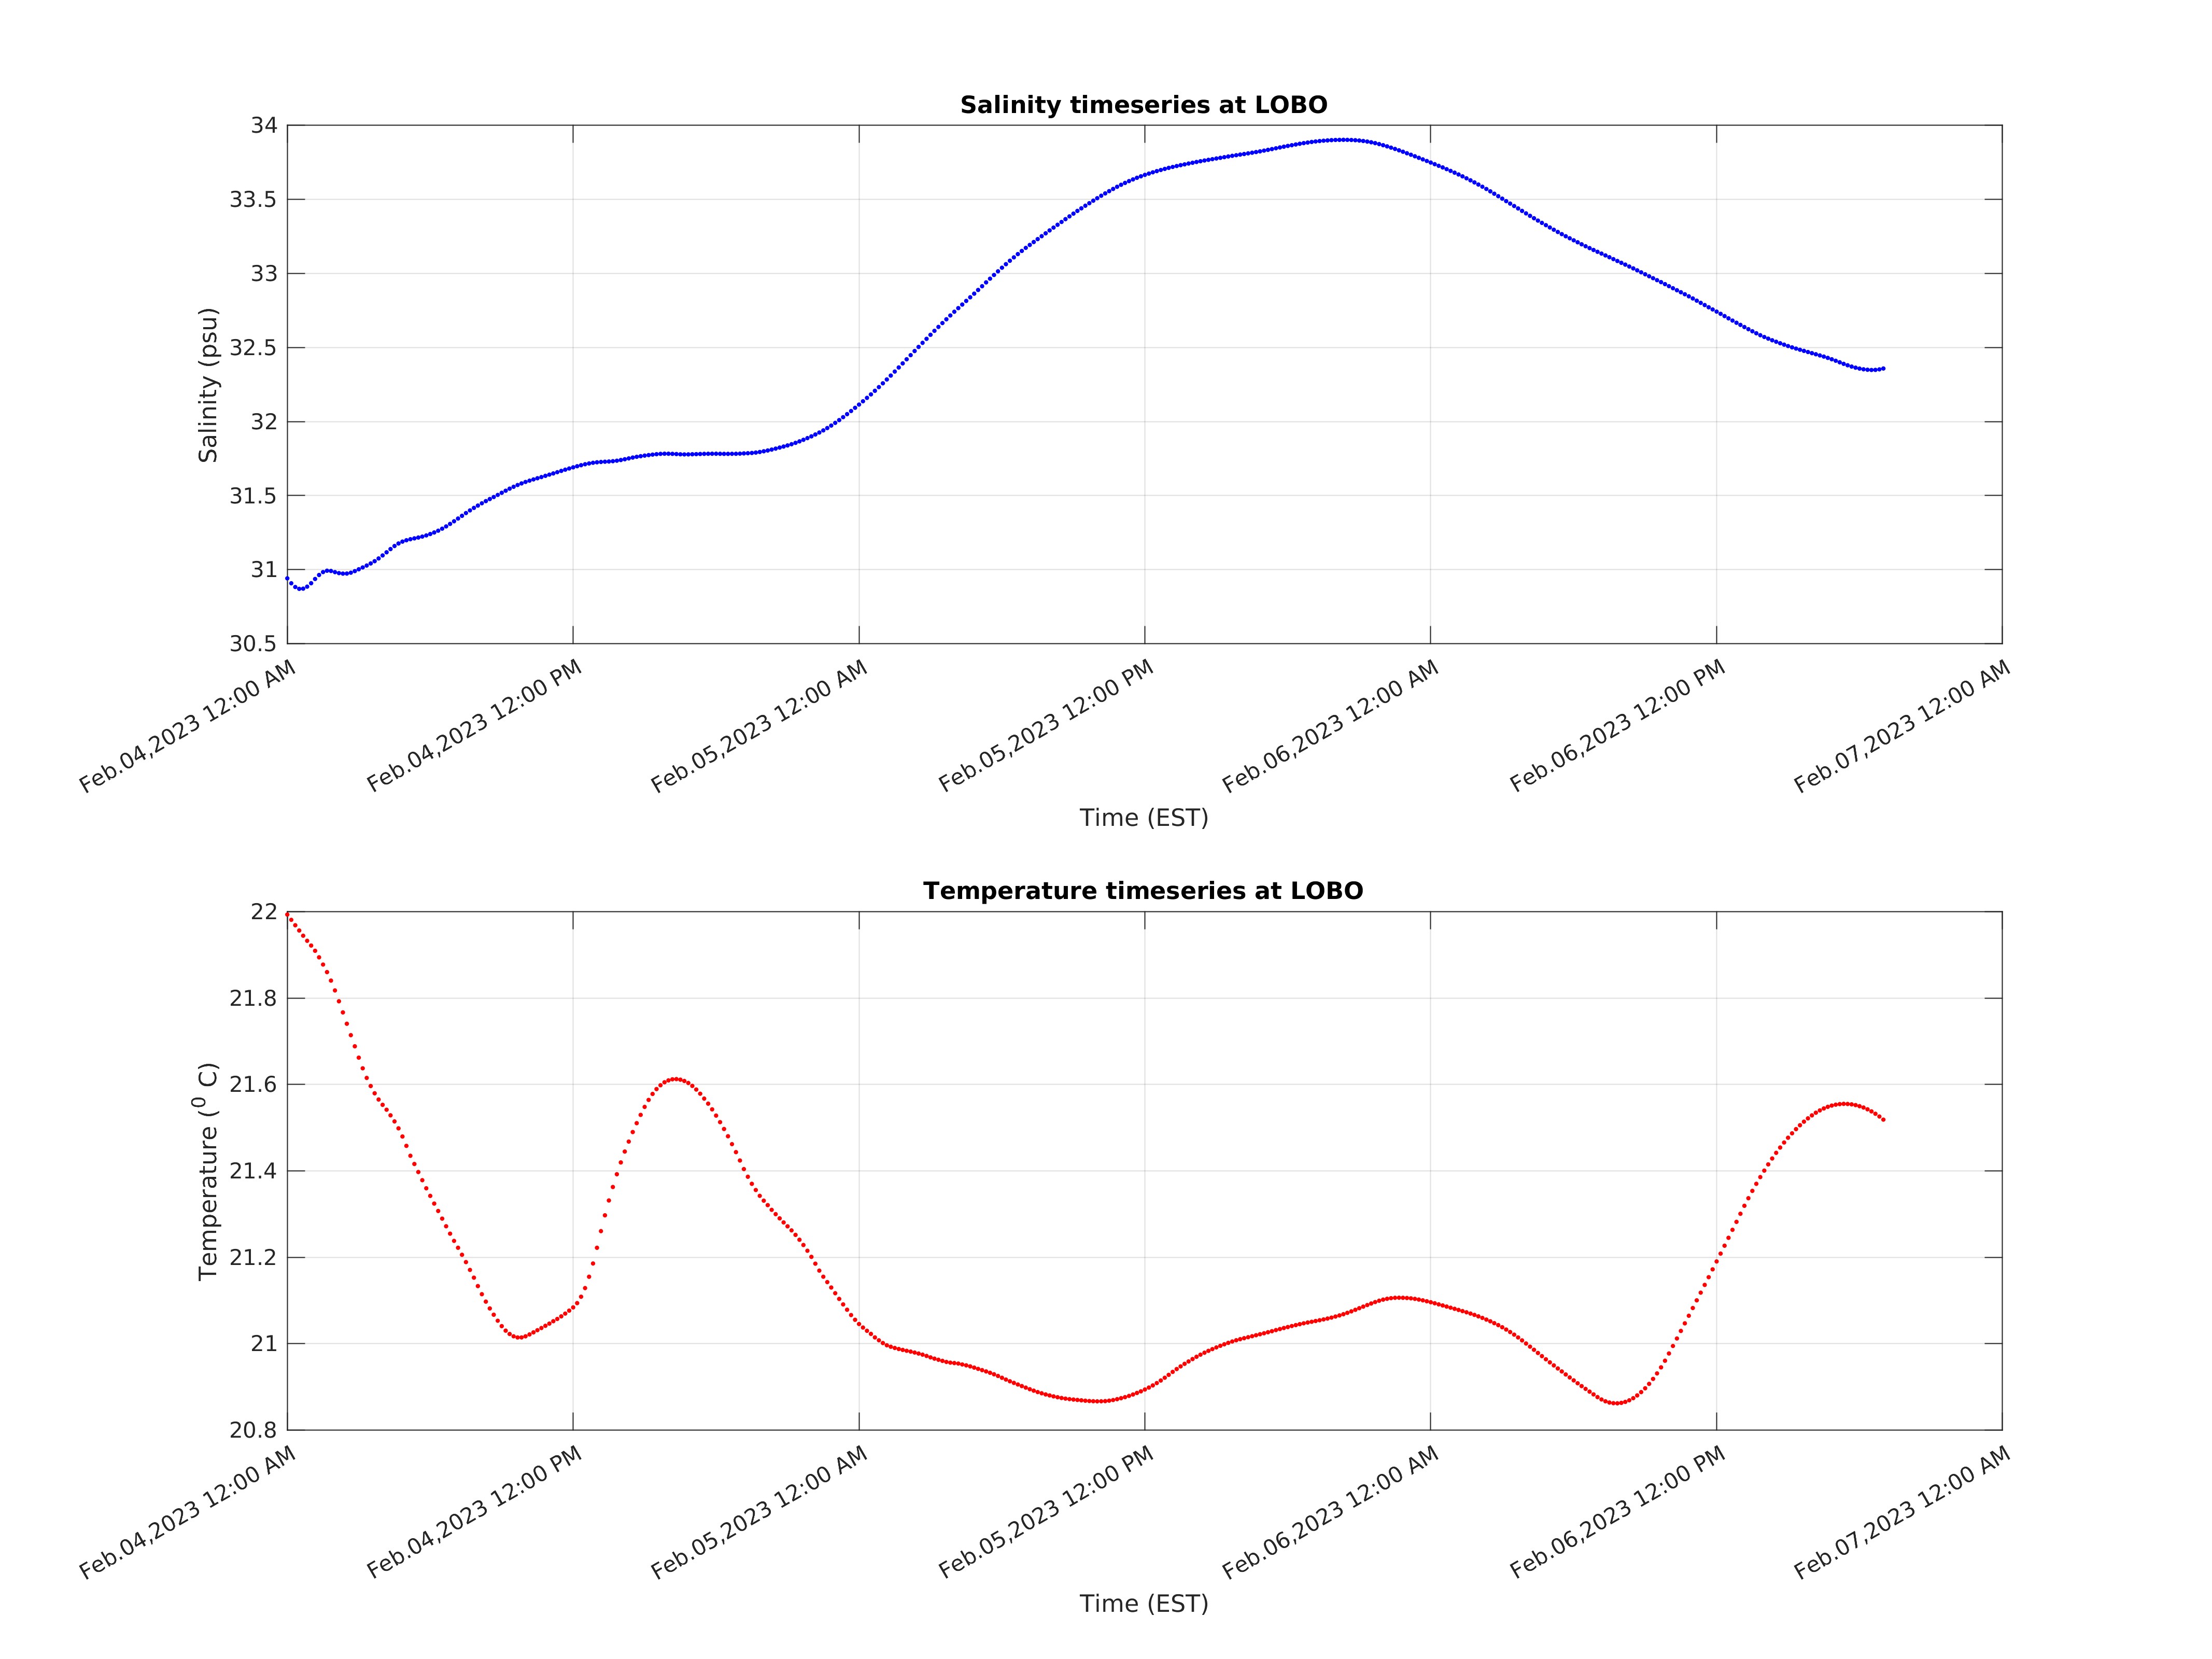 Salinity timeseries at LOBO
34
33.5
33
32.5
32
31.5
31
30.5
Salinity (psu)
Feb.04,2023 12:00 AM
Feb.04,2023 12:00 PM
Feb.05,2023 12:00 AM
Feb.05,2023 12:00 PM
Feb.06,2023 12:00 AM
Feb.06,2023 12:00 PM
Feb.07,2023 12:00 AM
Time (EST)
Temperature timeseries at LOBO
22
21.8
21.6
21.4
21.2
21
20.8
Temperature (⁰ C)
Feb.04,2023 12:00 AM
Feb.04,2023 12:00 PM
Feb.05,2023 12:00 AM
Feb.05,2023 12:00 PM
Feb.06,2023 12:00 AM
Feb.06,2023 12:00 PM
Feb.07,2023 12:00 AM
Time (EST)